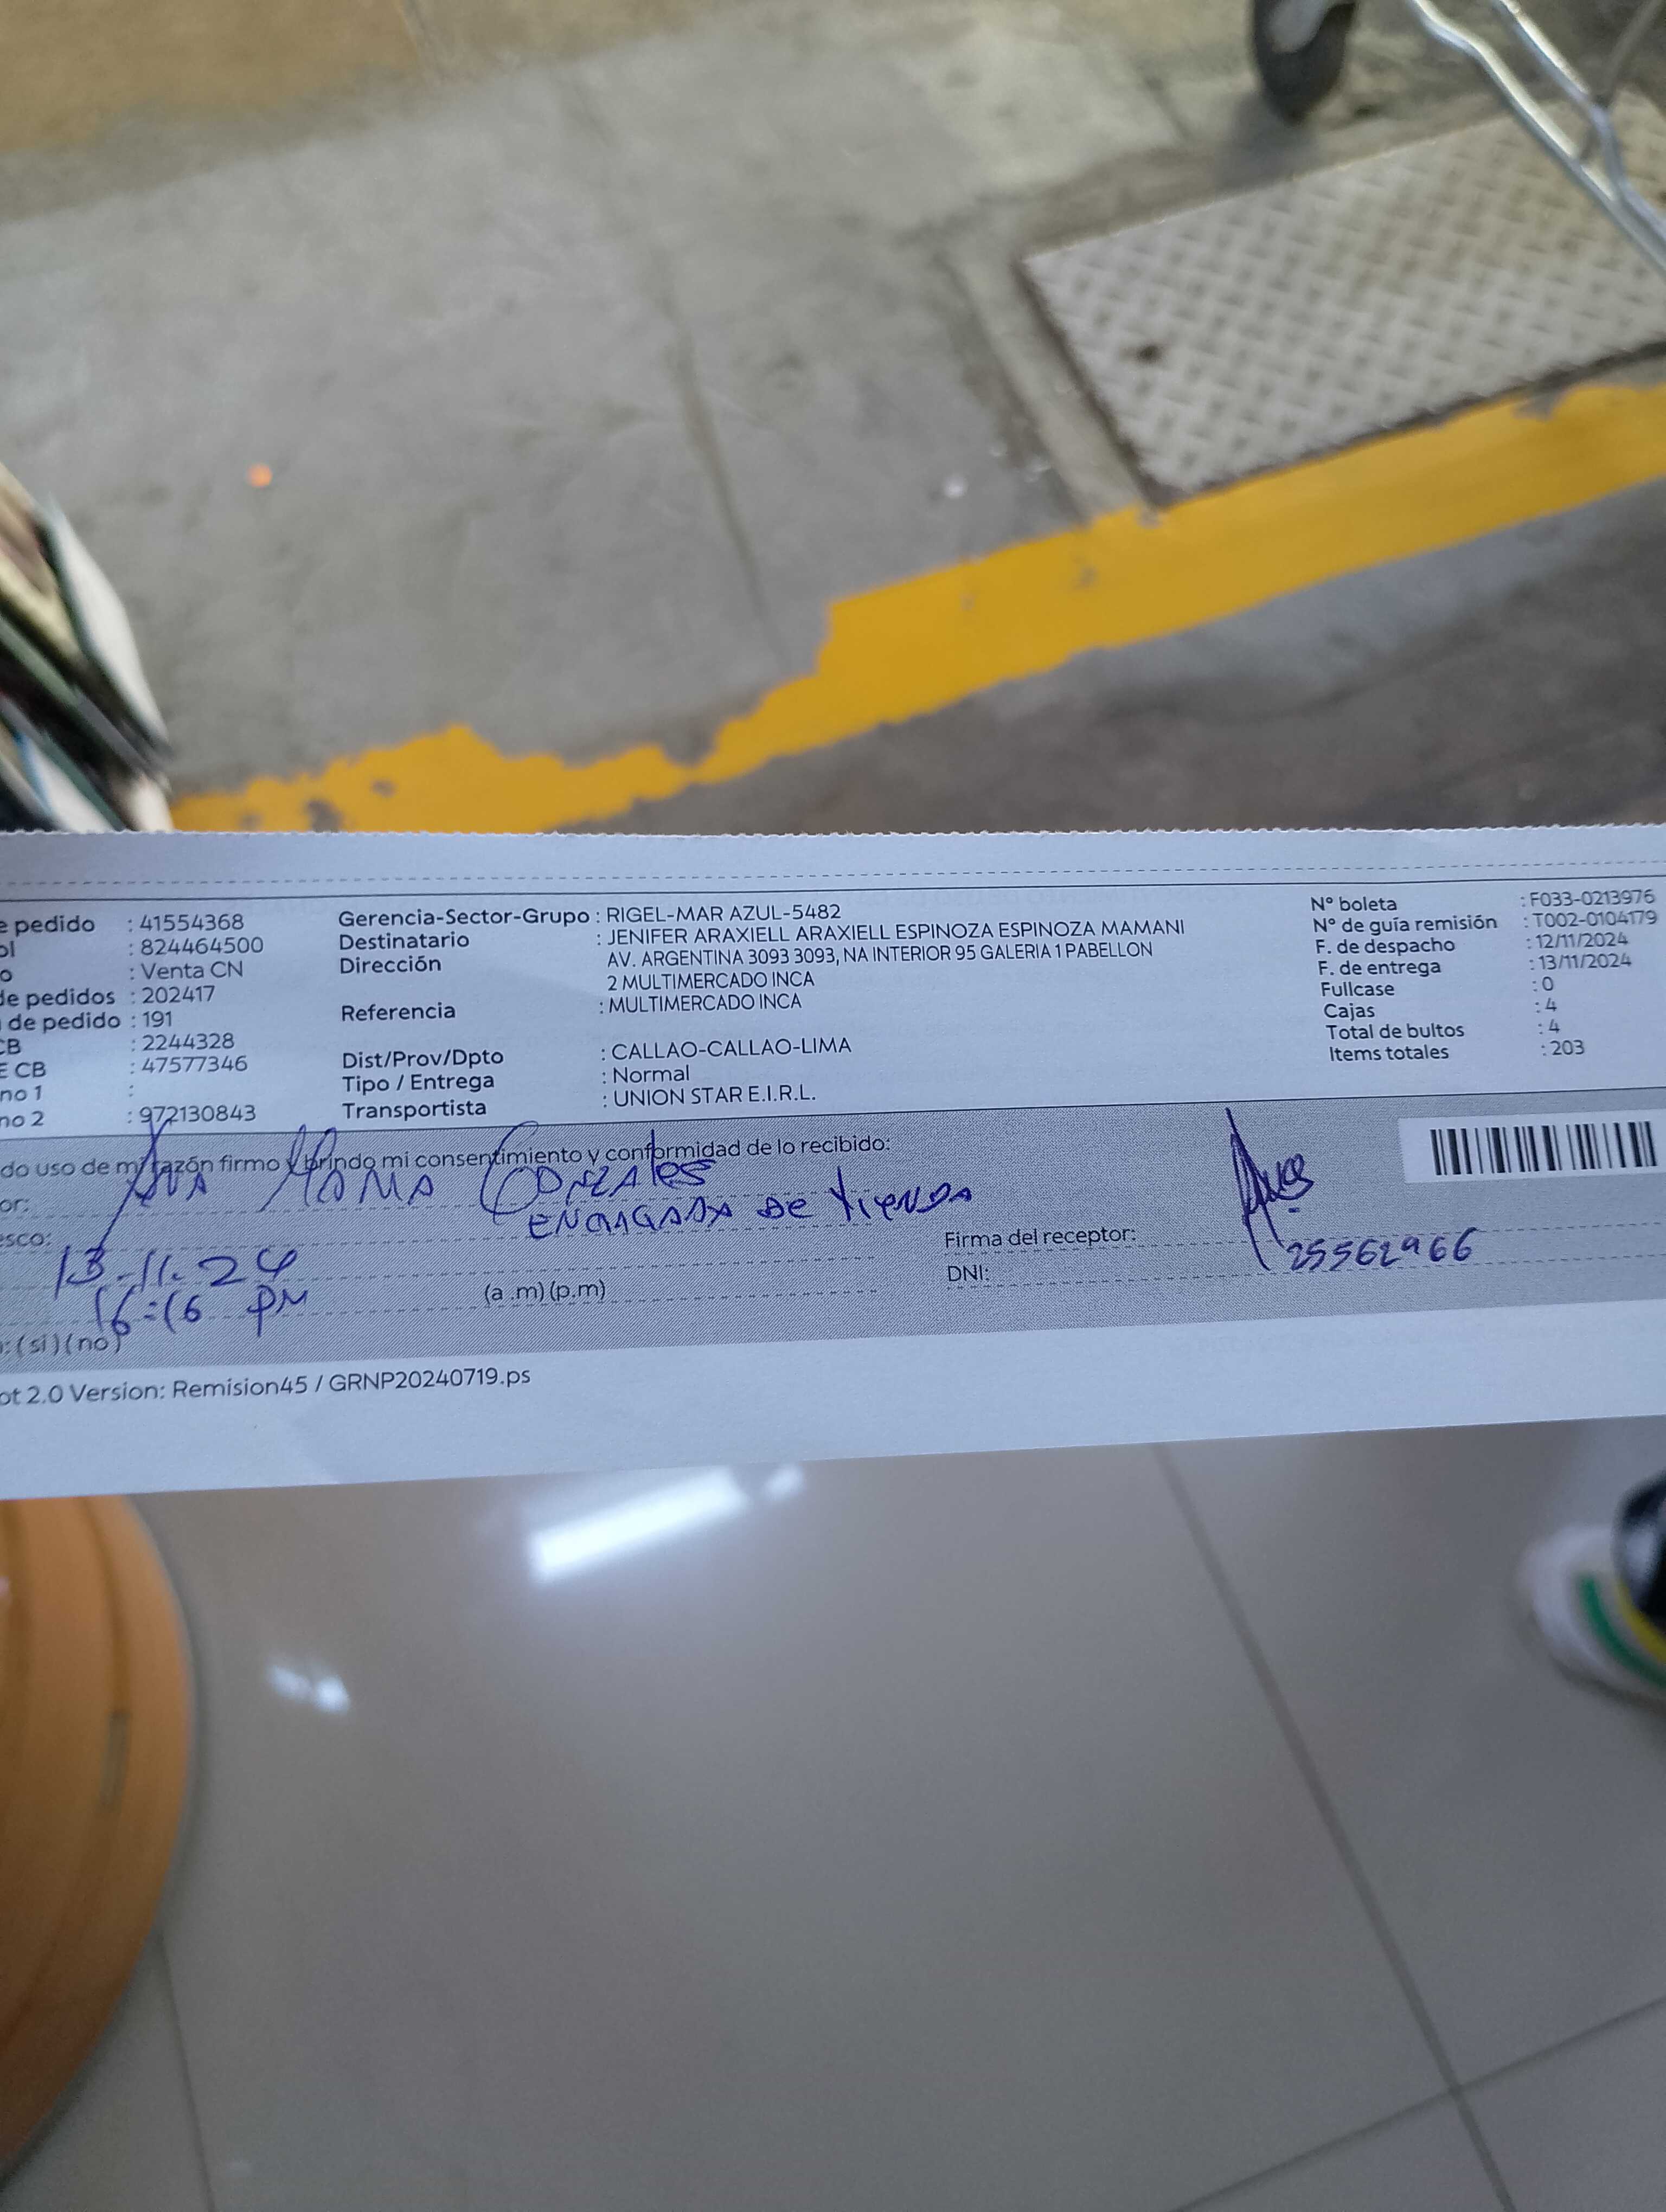 e pedido : 41554368 Gerencia-Sector-Grupo : RIGEL-MAR AZUL-5482 N° boleta : F033-0213976
ol : 824464500 Destinatario : JENIFER ARAXIELL ARAXIELL ESPINOZA ESPINOZA MAMANI N° de guía remisión : T002-0104179
o : Venta CN Dirección AV. ARGENTINA 3093 3093, NA INTERIOR 95 GALERIA 1 PABELLON F. de despacho : 12/11/2024
de pedidos : 202417 2 MULTIMERCADO INCA F. de entrega : 13/11/2024
de pedido : 191 Referencia : MULTIMERCADO INCA Fullcase : 0
CB : 2244328 Cajas : 4
E CB : 47577346 Dist/Prov/Dpto : CALLAO-CALLAO-LIMA Total de bultos : 4
no 1 : Tipo / Entrega : Normal Items totales : 203
no 2 : 972130843 Transportista : UNION STAR E.I.R.L.
do uso de mi razón firmo y brindo mi consentimiento y conformidad de lo recibido:
or: GONZALES
ENCARGADA DE TIENDA
esco:
13-11-24 Firma del receptor:
16:16 PM (a .m) (p.m) DNI: 25562966
: (si) (no)
ot 2.0 Version: Remision45 / GRNP20240719.ps